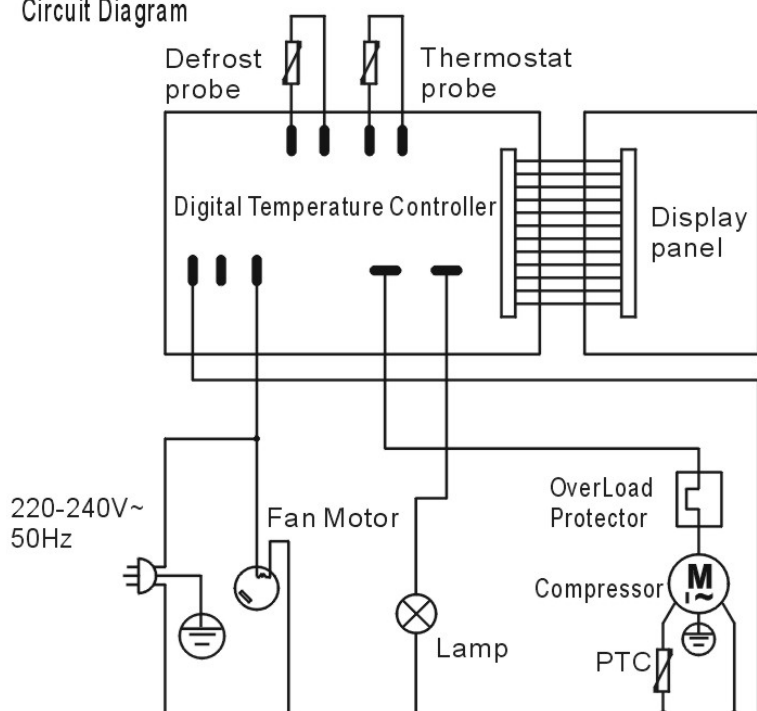 Circuit Diagram
Defrost
probe
Thermostat
probe
Digital Temperature Controller
Display
panel
220-240V~
50Hz
Fan Motor
OverLoad
Protector
Compressor
M
I~
Lamp
PTC